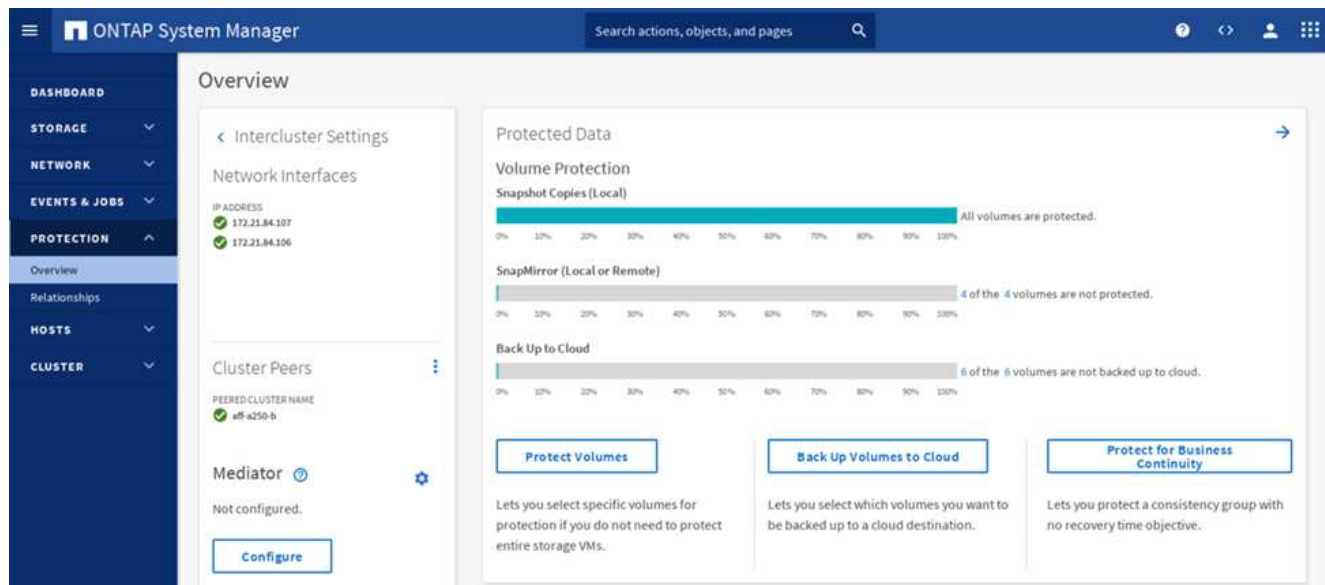 ONTAP System Manager
Search actions, objects, and pages
DASHBOARD
STORAGE
NETWORK
EVENTS & JOBS
PROTECTION
Overview
Relationships
HOSTS
CLUSTER
Overview
Intercluster Settings
Network Interfaces
IP ADDRESS
172.21.84.107
172.21.84.106
Cluster Peers
PEERED CLUSTER NAME
aff-a250-b
Mediator
Not configured.
Configure
Protected Data
Volume Protection
Snapshot Copies (Local)
All volumes are protected.
0% 10% 20% 30% 40% 50% 60% 70% 80% 90% 100%
SnapMirror (Local or Remote)
4 of the 4 volumes are not protected.
0% 10% 20% 30% 40% 50% 60% 70% 80% 90% 100%
Back Up to Cloud
6 of the 6 volumes are not backed up to cloud.
0% 10% 20% 30% 40% 50% 60% 70% 80% 90% 100%
Protect Volumes
Lets you select specific volumes for
protection if you do not need to protect
entire storage VMs.
Back Up Volumes to Cloud
Lets you select which volumes you want to
be backed up to a cloud destination.
Protect for Business
Continuity
Lets you protect a consistency group with
no recovery time objective.